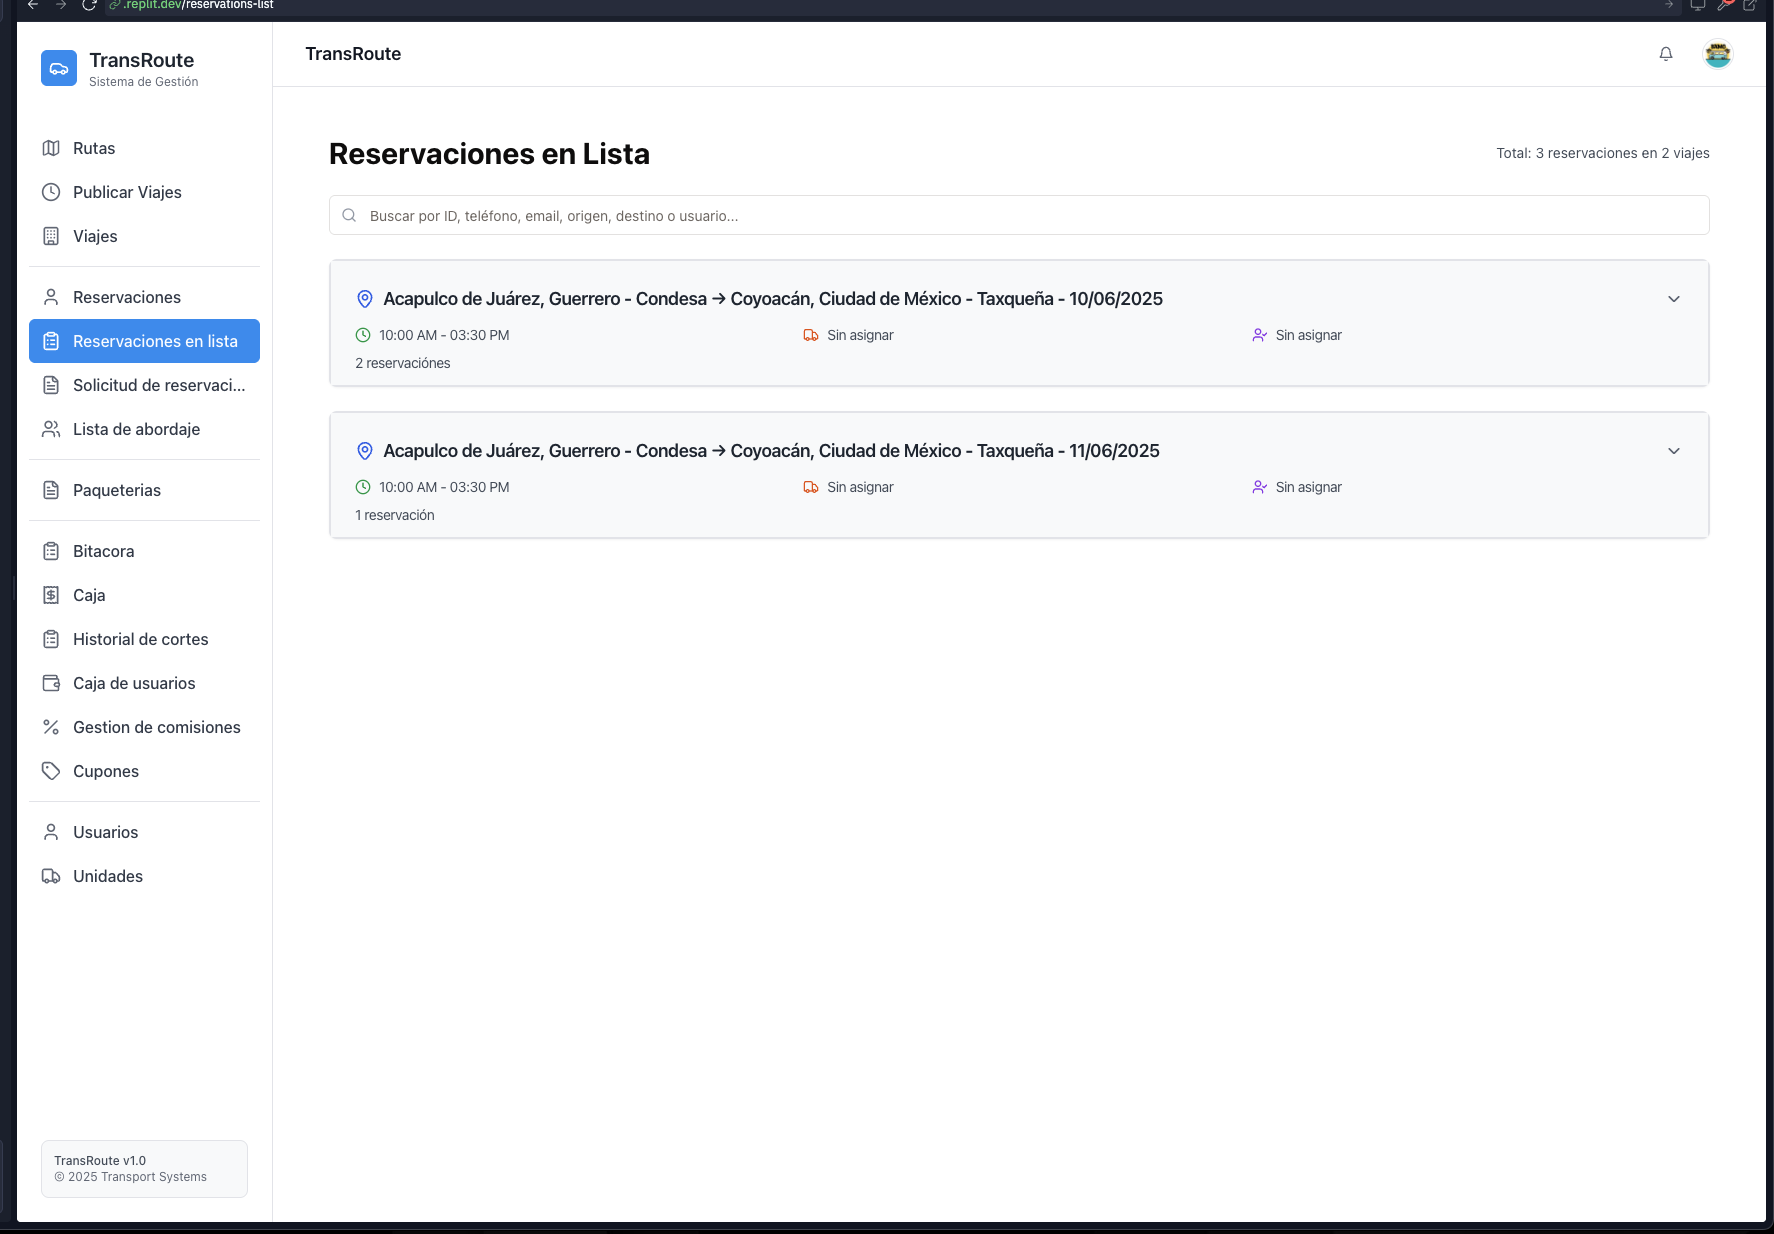 .replit.dev/reservations-list
TransRoute
Sistema de Gestión
TransRoute
Rutas
Publicar Viajes
Viajes
Reservaciones
Reservaciones en lista
Solicitud de reservaci...
Lista de abordaje
Paqueterias
Bitacora
Caja
Historial de cortes
Caja de usuarios
Gestion de comisiones
Cupones
Usuarios
Unidades
TransRoute v1.0
© 2025 Transport Systems
Reservaciones en Lista
Total: 3 reservaciones en 2 viajes
Buscar por ID, teléfono, email, origen, destino o usuario...
Acapulco de Juárez, Guerrero - Condesa → Coyoacán, Ciudad de México - Taxqueña - 10/06/2025
10:00 AM - 03:30 PM Sin asignar Sin asignar
2 reservaciónes
Acapulco de Juárez, Guerrero - Condesa → Coyoacán, Ciudad de México - Taxqueña - 11/06/2025
10:00 AM - 03:30 PM Sin asignar Sin asignar
1 reservación